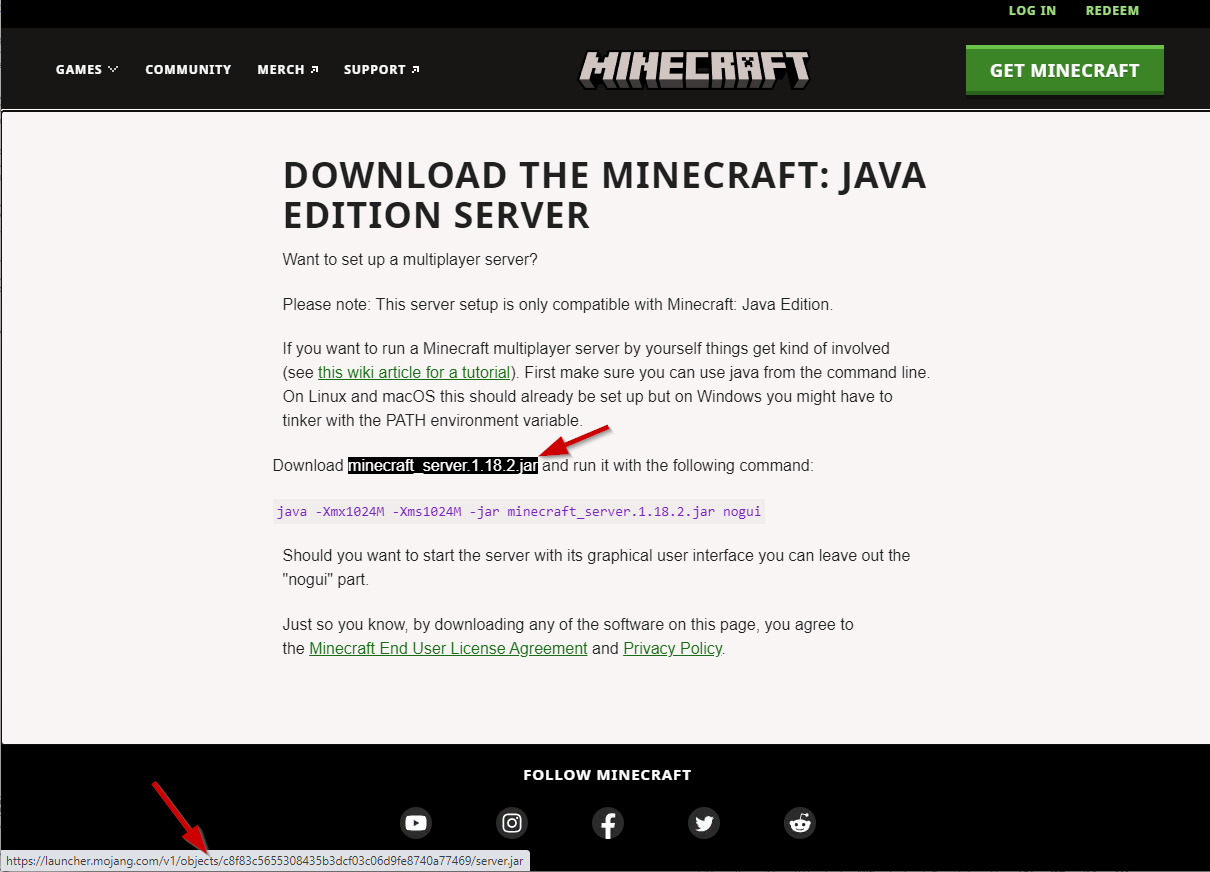 LOG IN REDEEM
GAMES COMMUNITY MERCH SUPPORT MINECRAFT GET MINECRAFT
DOWNLOAD THE MINECRAFT: JAVA
EDITION SERVER
Want to set up a multiplayer server?
Please note: This server setup is only compatible with Minecraft: Java Edition.
If you want to run a Minecraft multiplayer server by yourself things get kind of involved
(see this wiki article for a tutorial). First make sure you can use java from the command line.
On Linux and macOS this should already be set up but on Windows you might have to
tinker with the PATH environment variable.
Download minecraft_server.1.18.2.jar and run it with the following command:
java -Xmx1024M -Xms1024M -jar minecraft_server.1.18.2.jar nogui
Should you want to start the server with its graphical user interface you can leave out the
"nogui" part.
Just so you know, by downloading any of the software on this page, you agree to
the Minecraft End User License Agreement and Privacy Policy.
FOLLOW MINECRAFT
https://launcher.mojang.com/v1/objects/c8f83c5655308435b3dcf03c06d9fe8740a77469/server.jar